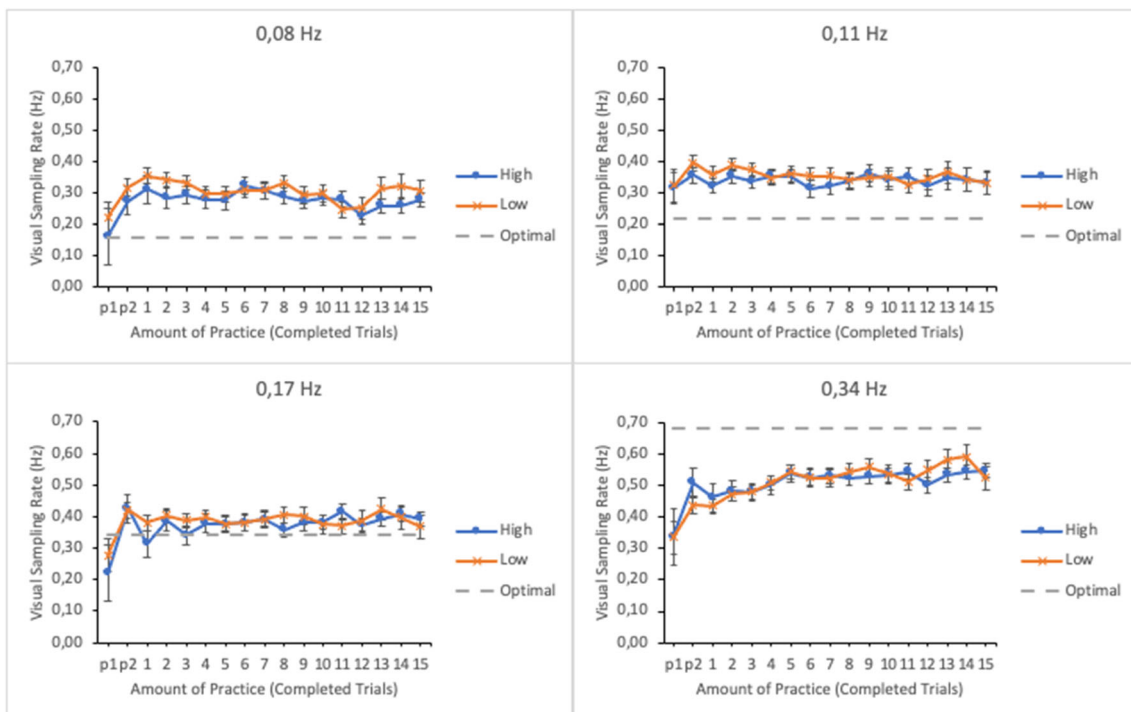 0,08 Hz
0,70
0,60
0,50
0,40
0,30
0,20
0,10
0,00
Visual Sampling Rate (Hz)
p1 p2 1 2 3 4 5 6 7 8 9 10 11 12 13 14 15
Amount of Practice (Completed Trials)
High
Low
Optimal
0,11 Hz
0,70
0,60
0,50
0,40
0,30
0,20
0,10
0,00
Visual Sampling Rate (Hz)
p1 p2 1 2 3 4 5 6 7 8 9 10 11 12 13 14 15
Amount of Practice (Completed Trials)
High
Low
Optimal
0,17 Hz
0,70
0,60
0,50
0,40
0,30
0,20
0,10
0,00
Visual Sampling Rate (Hz)
p1 p2 1 2 3 4 5 6 7 8 9 10 11 12 13 14 15
Amount of Practice (Completed Trials)
High
Low
Optimal
0,34 Hz
0,70
0,60
0,50
0,40
0,30
0,20
0,10
0,00
Visual Sampling Rate (Hz)
p1 p2 1 2 3 4 5 6 7 8 9 10 11 12 13 14 15
Amount of Practice (Completed Trials)
High
Low
Optimal